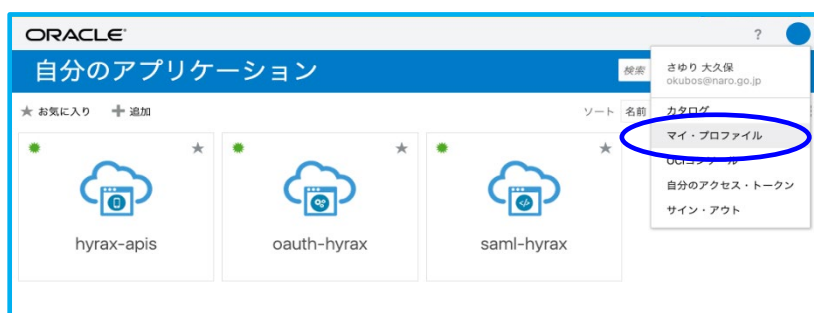 ORACLE
?
自分のアプリケーション
検索
さゆり 大久保
okubos@naro.go.jp
★ お気に入り ＋ 追加
ソート 名前
カタログ
マイ・プロファイル
OCIコンソール
自分のアクセス・トークン
サイン・アウト
hyrax-apis
oauth-hyrax
saml-hyrax